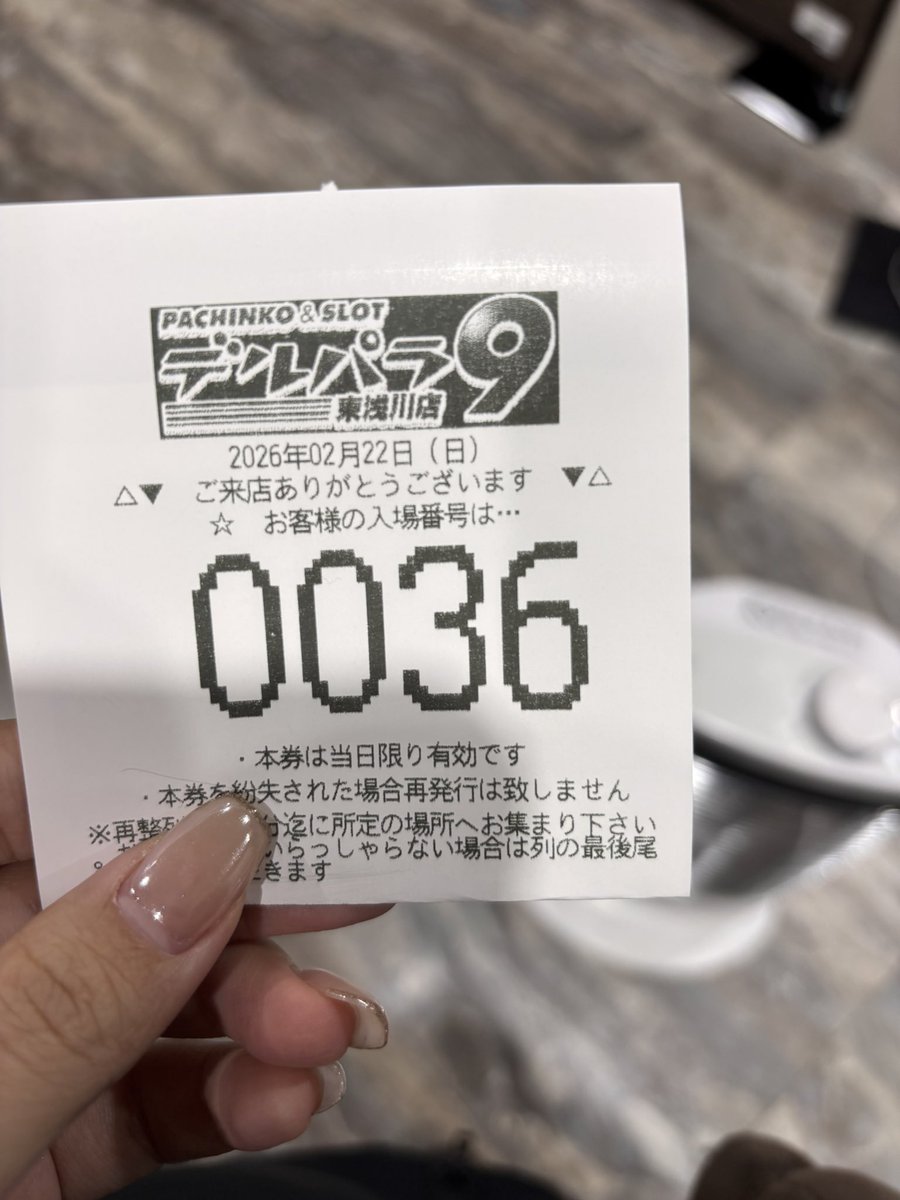 PACHINKO & SLOT
デルパラ9
東浅川店
2026年02月22日（日）
△▼ ご来店ありがとうございます ▼△
☆ お客様の入場番号は…
0036
・本券は当日限り有効です
・本券を紛失された場合再発行は致しません
※再整列 分迄に所定の場所へお集まり下さい
。 いらっしゃらない場合は列の最後尾
きます